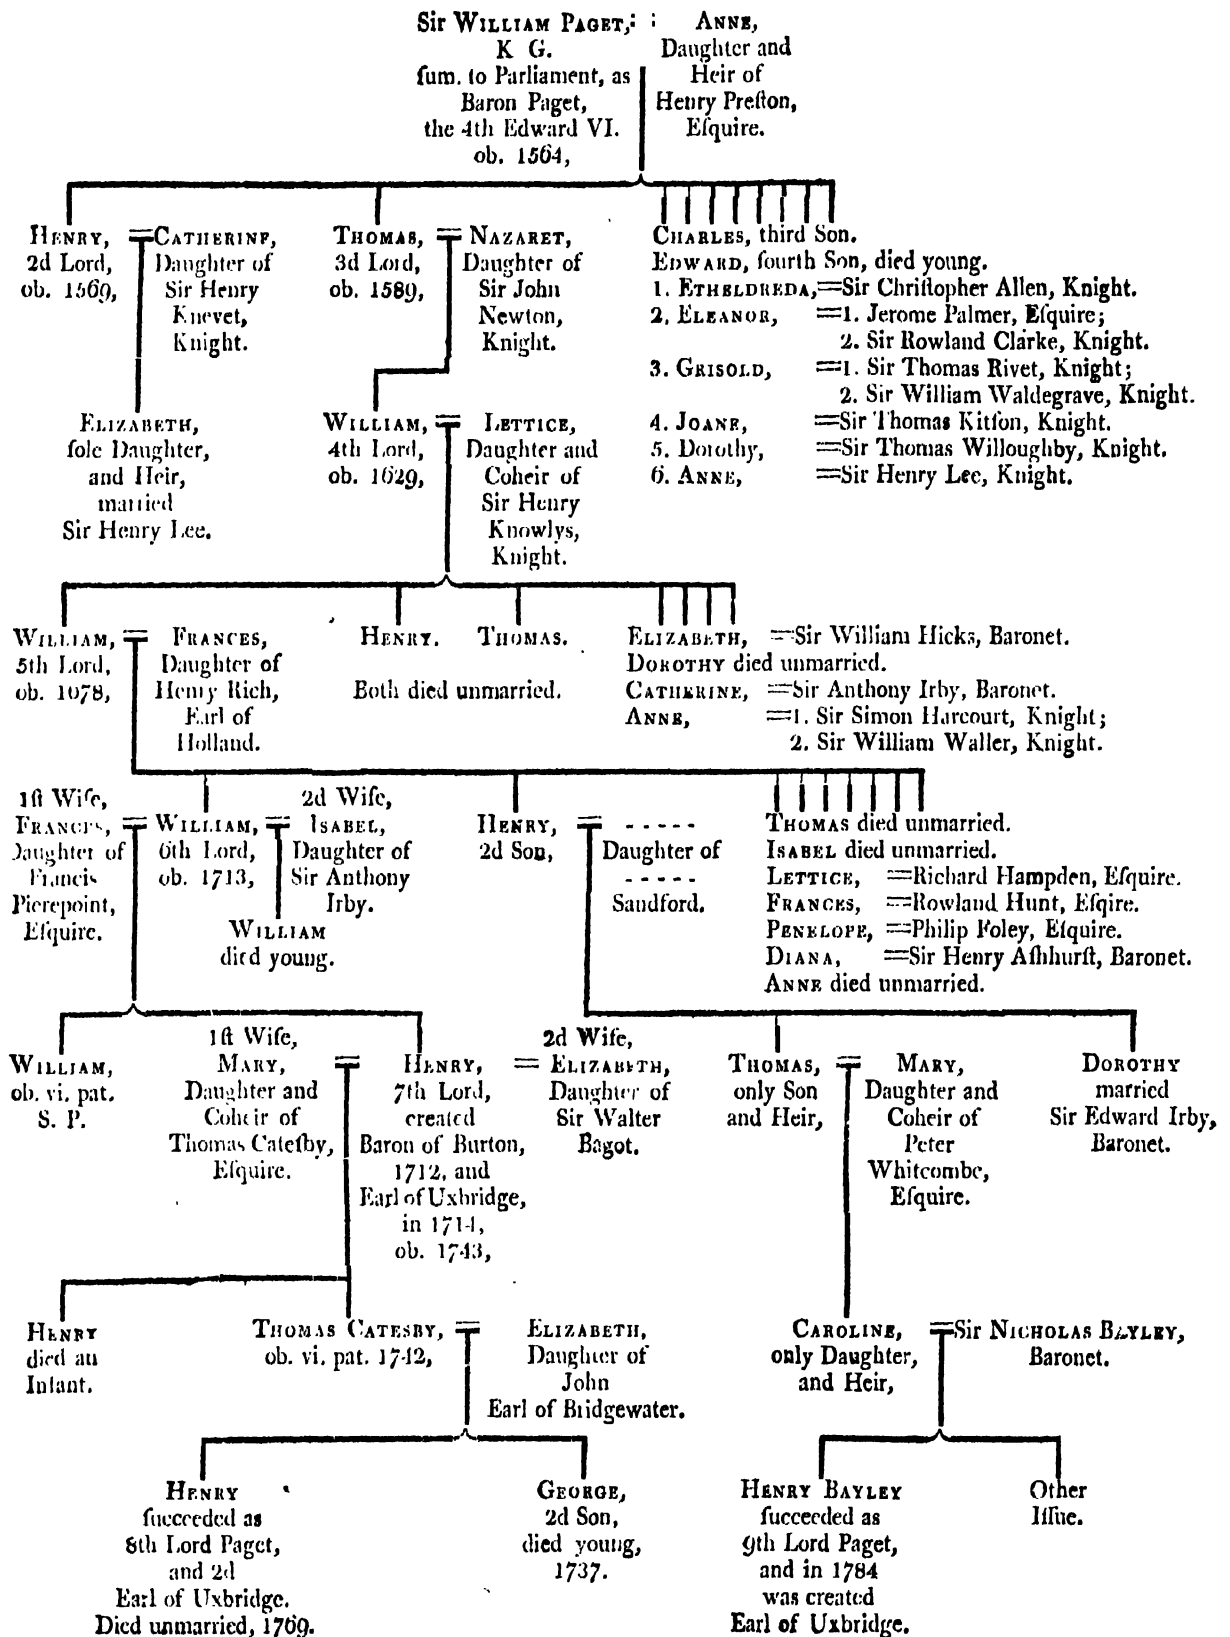 Sir WILLIAM PAGET,
K G.
ſum. to Parliament, as
Baron Paget,
the 4th Edward VI.
ob. 1564,
ANNE,
Daughter and
Heir of
Henry Preſton,
Eſquire.
HENRY,
2d Lord,
ob. 1569,
CATHERINE,
Daughter of
Sir Henry
Knevet,
Knight.
THOMAS,
3d Lord,
ob. 1589,
NAZARET,
Daughter of
Sir John
Newton,
Knight.
CHARLES, third Son.
EDWARD, fourth Son, died young.
1. ETHELDREDA, =Sir Chriſtopher Allen, Knight.
2. ELEANOR, =1. Jerome Palmer, Eſquire;
2. Sir Rowland Clarke, Knight.
3. GRISOLD, =1. Sir Thomas Rivet, Knight;
2. Sir William Waldegrave, Knight.
4. JOANE, =Sir Thomas Kitſon, Knight.
5. Dorothy, =Sir Thomas Willoughby, Knight.
6. ANNE, =Sir Henry Lee, Knight.
ELIZABETH,
ſole Daughter,
and Heir,
married
Sir Henry Lee.
WILLIAM,
4th Lord,
ob. 1629,
LETTICE,
Daughter and
Coheir of
Sir Henry
Knowlys,
Knight.
WILLIAM,
5th Lord,
ob. 1678,
FRANCES,
Daughter of
Henry Rich,
Earl of
Holland.
HENRY. THOMAS.
Both died unmarried.
ELIZABETH, =Sir William Hicks, Baronet.
DOROTHY died unmarried.
CATHERINE, =Sir Anthony Irby, Baronet.
ANNE, =1. Sir Simon Harcourt, Knight;
2. Sir William Waller, Knight.
1ſt Wife,
FRANCES,
Daughter of
Francis
Pierepoint,
Eſquire.
WILLIAM,
6th Lord,
ob. 1713,
2d Wife,
ISABEL,
Daughter of
Sir Anthony
Irby.
WILLIAM
died young.
HENRY,
2d Son,
- - - - -
Daughter of
- - - - -
Sandford.
THOMAS died unmarried.
ISABEL died unmarried.
LETTICE, =Richard Hampden, Eſquire.
FRANCES, =Rowland Hunt, Eſqire.
PENELOPE, =Philip Foley, Eſquire.
DIANA, =Sir Henry Aſhhurſt, Baronet.
ANNE died unmarried.
WILLIAM,
ob. vi. pat.
S. P.
1ſt Wife,
MARY,
Daughter and
Coheir of
Thomas Cateſby,
Eſquire.
HENRY,
7th Lord,
created
Baron of Burton,
1712, and
Earl of Uxbridge,
in 1714,
ob. 1743,
2d Wife,
= ELIZABETH,
Daughter of
Sir Walter
Bagot.
THOMAS,
only Son
and Heir,
MARY,
Daughter and
Coheir of
Peter
Whitcombe,
Eſquire.
DOROTHY
married
Sir Edward Irby,
Baronet.
HENRY
died an
Infant.
THOMAS CATESBY,
ob. vi. pat. 1742,
ELIZABETH,
Daughter of
John
Earl of Bridgewater.
CAROLINE,
only Daughter,
and Heir,
Sir NICHOLAS BAYLEY,
Baronet.
HENRY
ſucceeded as
8th Lord Paget,
and 2d
Earl of Uxbridge.
Died unmarried, 1769.
GEORGE,
2d Son,
died young,
1737.
HENRY BAYLEY
ſucceeded as
9th Lord Paget,
and in 1784
was created
Earl of Uxbridge.
Other
Iſſue.